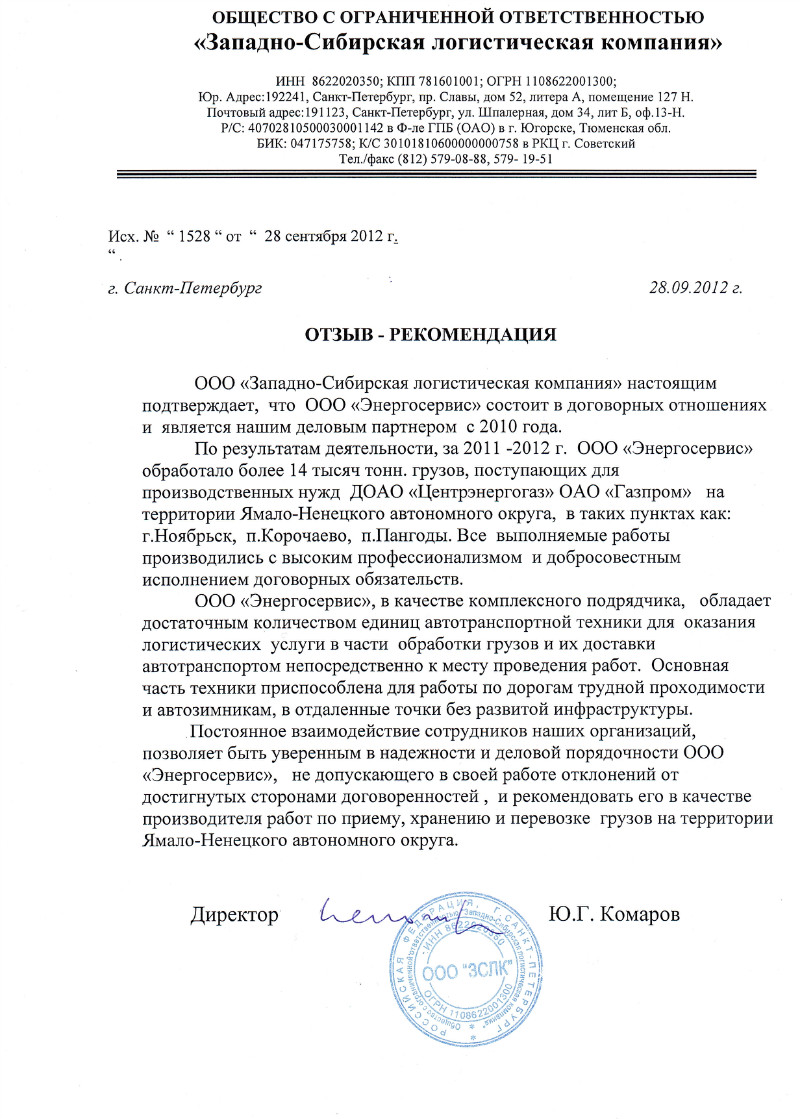 ОБЩЕСТВО С ОГРАНИЧЕННОЙ ОТВЕТСТВЕННОСТЬЮ
«Западно-Сибирская логистическая компания»
ИНН 8622020350; КПП 781601001; ОГРН 1108622001300;
Юр. Адрес:192241, Санкт-Петербург, пр. Славы, дом 52, литера А, помещение 127 Н.
Почтовый адрес:191123, Санкт-Петербург, ул. Шпалерная, дом 34, лит Б, оф.13-Н.
Р/С: 40702810500030001142 в Ф-ле ГПБ (ОАО) в г. Югорске, Тюменская обл.
БИК: 047175758; К/С 30101810600000000758 в РКЦ г. Советский
Тел./факс (812) 579-08-88, 579- 19-51
Исх. № “ 1528 “ от “ 28 сентября 2012 г.
“ .
г. Санкт-Петербург 28.09.2012 г.
ОТЗЫВ - РЕКОМЕНДАЦИЯ
ООО «Западно-Сибирская логистическая компания» настоящим
подтверждает, что ООО «Энергосервис» состоит в договорных отношениях
и является нашим деловым партнером с 2010 года.
По результатам деятельности, за 2011 -2012 г. ООО «Энергосервис»
обработало более 14 тысяч тонн. грузов, поступающих для
производственных нужд ДОАО «Центрэнергогаз» ОАО «Газпром» на
территории Ямало-Ненецкого автономного округа, в таких пунктах как:
г.Ноябрьск, п.Корочаево, п.Пангоды. Все выполняемые работы
производились с высоким профессионализмом и добросовестным
исполнением договорных обязательств.
ООО «Энергосервис», в качестве комплексного подрядчика, обладает
достаточным количеством единиц автотранспортной техники для оказания
логистических услуги в части обработки грузов и их доставки
автотранспортом непосредственно к месту проведения работ. Основная
часть техники приспособлена для работы по дорогам трудной проходимости
и автозимникам, в отдаленные точки без развитой инфраструктуры.
Постоянное взаимодействие сотрудников наших организаций,
позволяет быть уверенным в надежности и деловой порядочности ООО
«Энергосервис», не допускающего в своей работе отклонений от
достигнутых сторонами договоренностей , и рекомендовать его в качестве
производителя работ по приему, хранению и перевозке грузов на территории
Ямало-Ненецкого автономного округа.
Директор Ю.Г. Комаров
РОССИЙСКАЯ ФЕДЕРАЦИЯ, г.САНКТ-ПЕТЕРБУРГ
Общество с ограниченной ответственностью "Западно-Сибирская логистическая компания"
ИНН 8622020350
ООО "ЗСЛК"
ОГРН 1108622001300